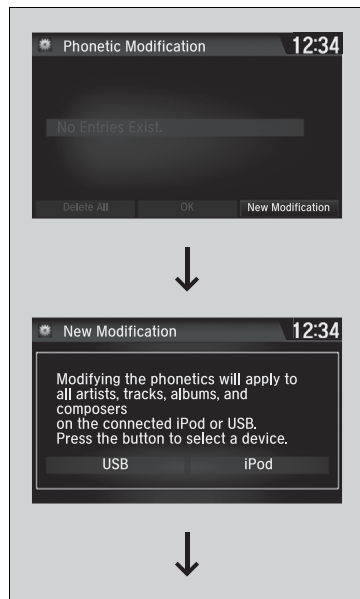 Phonetic Modification 12:34
No Entries Exist.
Delete All OK New Modification
New Modification 12:34
Modifying the phonetics will apply to
all artists, tracks, albums, and
composers
on the connected iPod or USB.
Press the button to select a device.
USB iPod